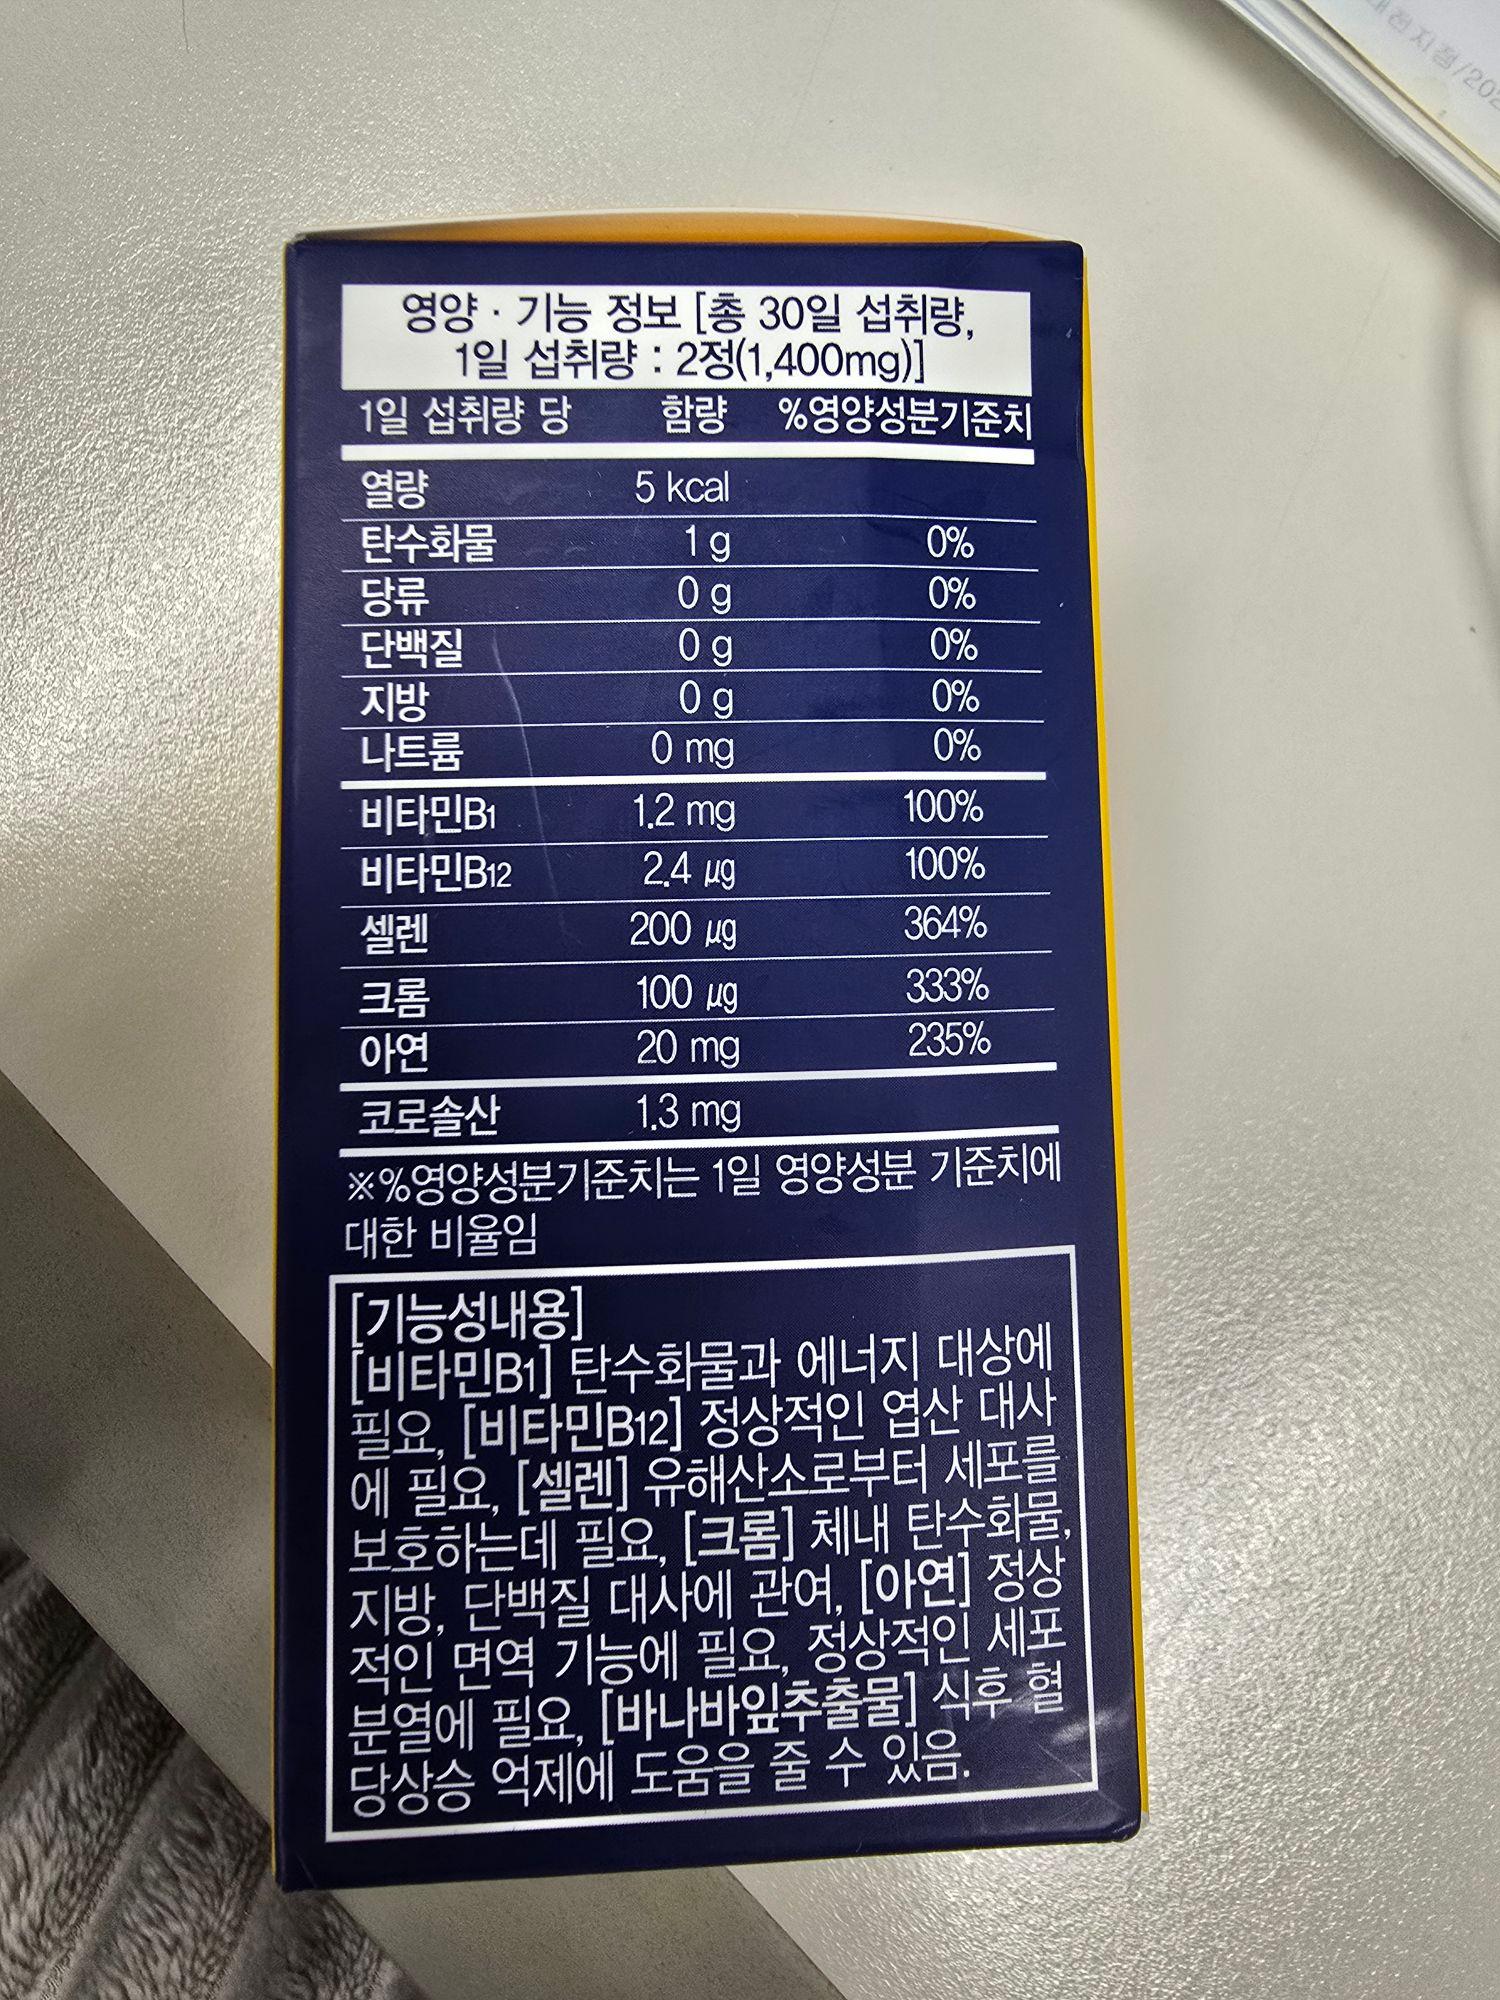 영양 · 기능 정보 [총 30일 섭취량,
1일 섭취량 : 2정(1,400mg)]
1일 섭취량 당 함량 %영양성분기준치
열량 5 kcal
탄수화물 1 g 0%
당류 0 g 0%
단백질 0 g 0%
지방 0 g 0%
나트륨 0 mg 0%
비타민B1 1.2 mg 100%
비타민B12 2.4 μg 100%
셀렌 200 μg 364%
크롬 100 μg 333%
아연 20 mg 235%
코로솔산 1.3 mg
※%영양성분기준치는 1일 영양성분 기준치에
대한 비율임
[기능성내용]
[비타민B1] 탄수화물과 에너지 대상에
필요, [비타민B12] 정상적인 엽산 대사
에 필요, [셀렌] 유해산소로부터 세포를
보호하는데 필요, [크롬] 체내 탄수화물,
지방, 단백질 대사에 관여, [아연] 정상
적인 면역 기능에 필요, 정상적인 세포
분열에 필요, [바나바잎추출물] 식후 혈
당상승 억제에 도움을 줄 수 있음.